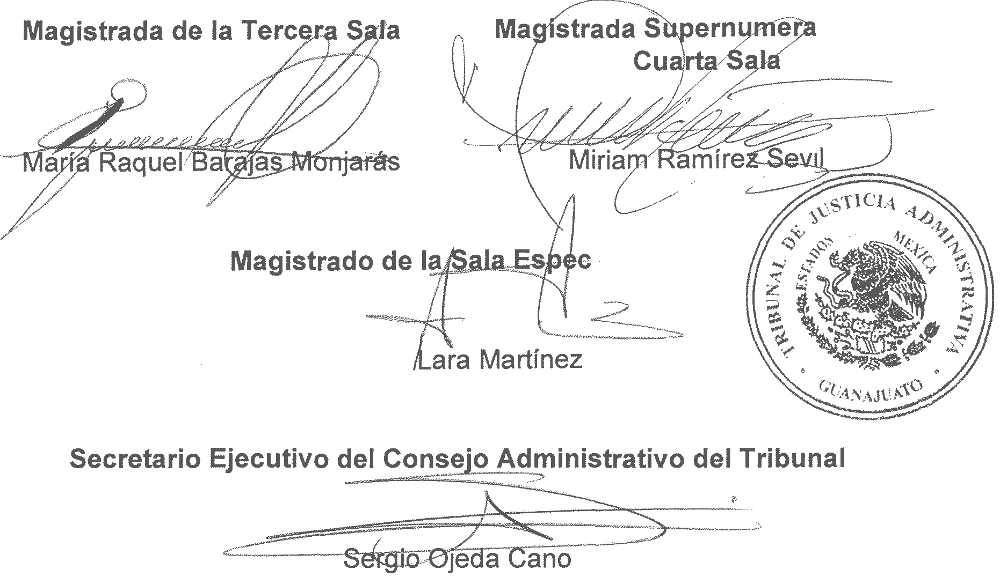 Magistrada de la Tercera Sala
María Raquel Barajas Monjarás
Magistrada Supernumera
Cuarta Sala
Miriam Ramírez Sevil
Magistrado de la Sala Espec
Lara Martínez
TRIBUNAL DE JUSTICIA ADMINISTRATIVA
ESTADOS MEXICA
GUANAJUATO
Secretario Ejecutivo del Consejo Administrativo del Tribunal
Sergio Ojeda Cano